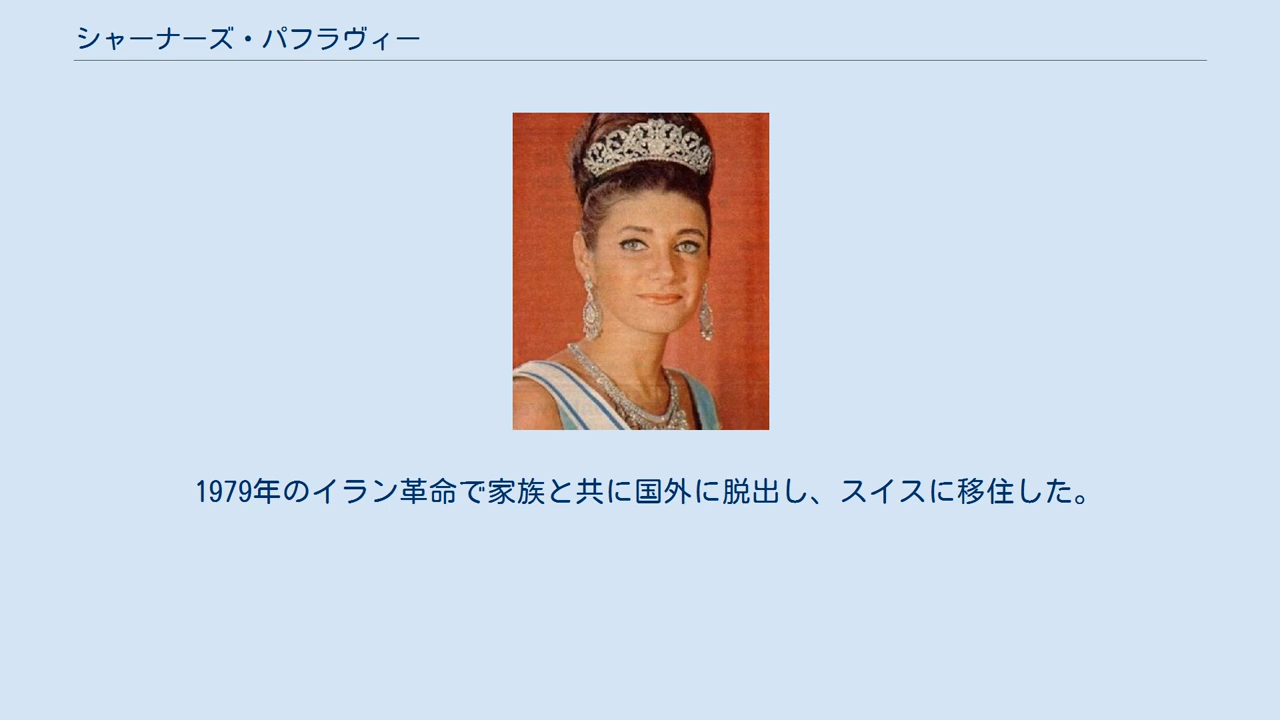 シャーナーズ・パフラヴィー
1979年のイラン革命で家族と共に国外に脱出し、スイスに移住した。